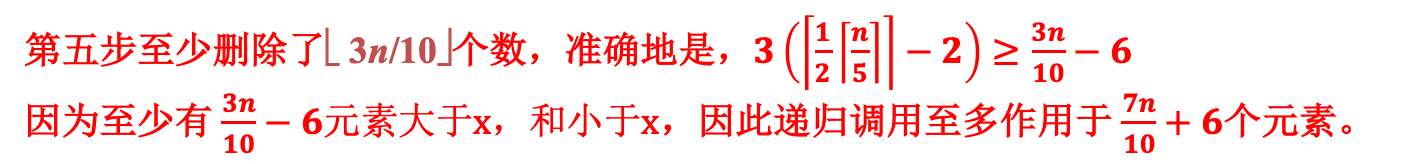 第五步至少删除了⌊ 3n/10⌋个数，准确地是，3(⌈1/2⌈n/5⌉⌉ − 2) ≥ 3n/10 − 6
因为至少有 3n/10 − 6元素大于x，和小于x，因此递归调用至多作用于 7n/10 + 6个元素。